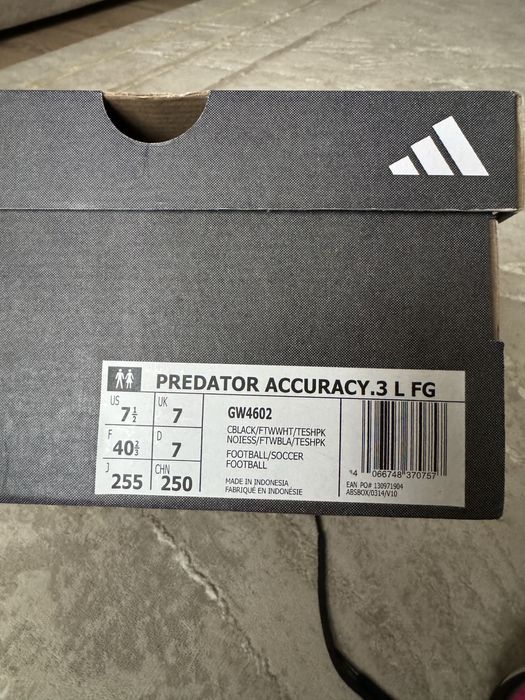 PREDATOR ACCURACY.3 L FG
US UK
7½ 7
F D
40⅔ 7
J CHN
255 250
GW4602
CBLACK/FTWWHT/TESHPK
NOIESS/FTWBLA/TESHPK
FOOTBALL/SOCCER
FOOTBALL
MADE IN INDONESIA
FABRIQUÉ EN INDONÉSIE
4 066748 370757
EAN PO# 130971904
ABSBOX/0314/V10